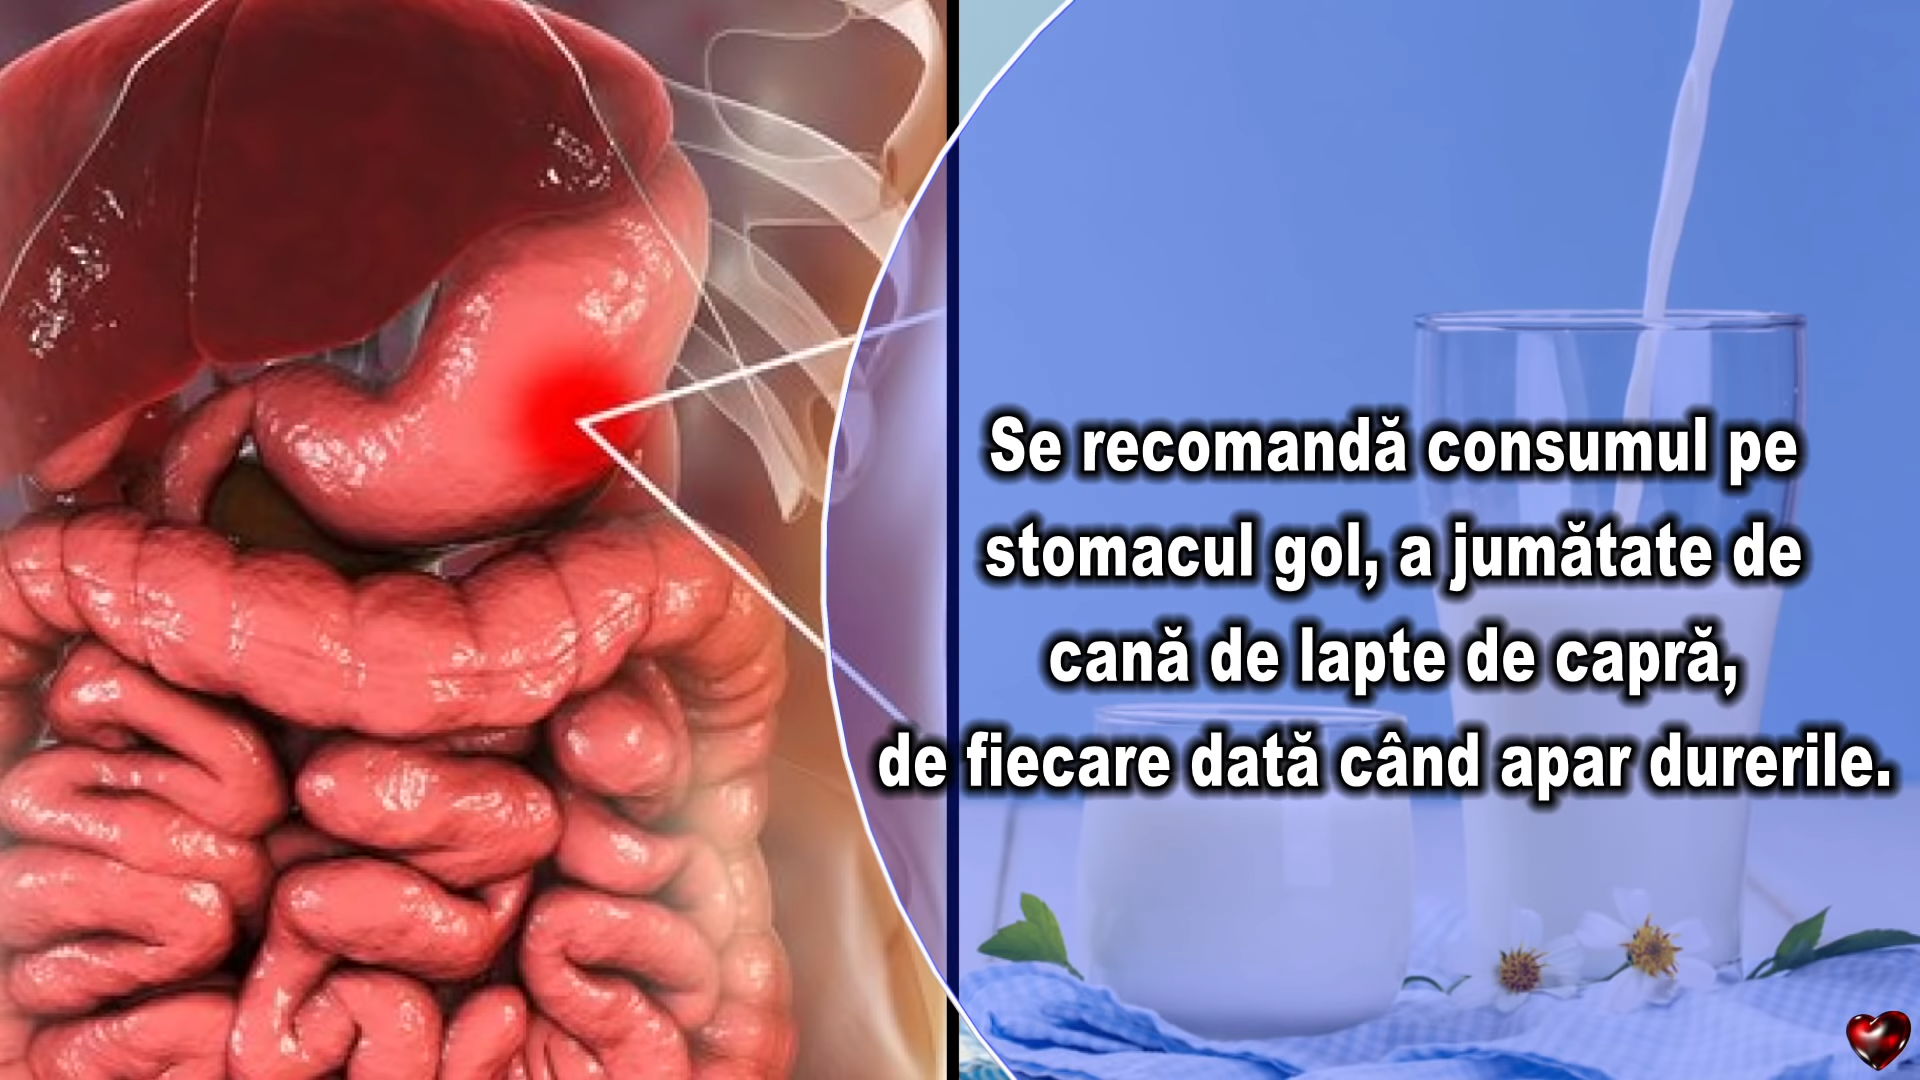 Se recomandă consumul pe
stomacul gol, a jumătate de
cană de lapte de capră,
de fiecare dată când apar durerile.